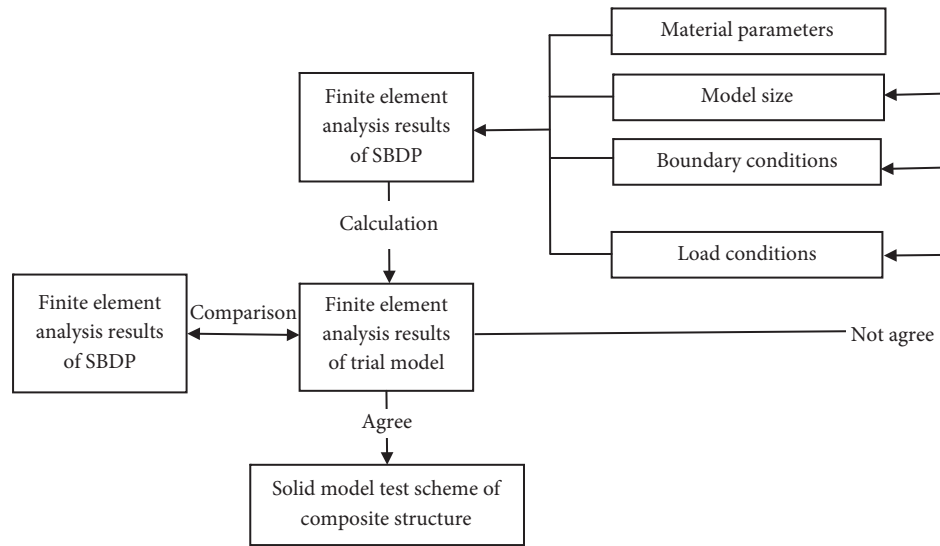 Material parameters
Model size
Boundary conditions
Load conditions
Finite element
analysis results
of SBDP
Calculation
Finite element
analysis results
of SBDP
Comparison
Finite element
analysis results
of trial model
Not agree
Agree
Solid model test scheme of
composite structure